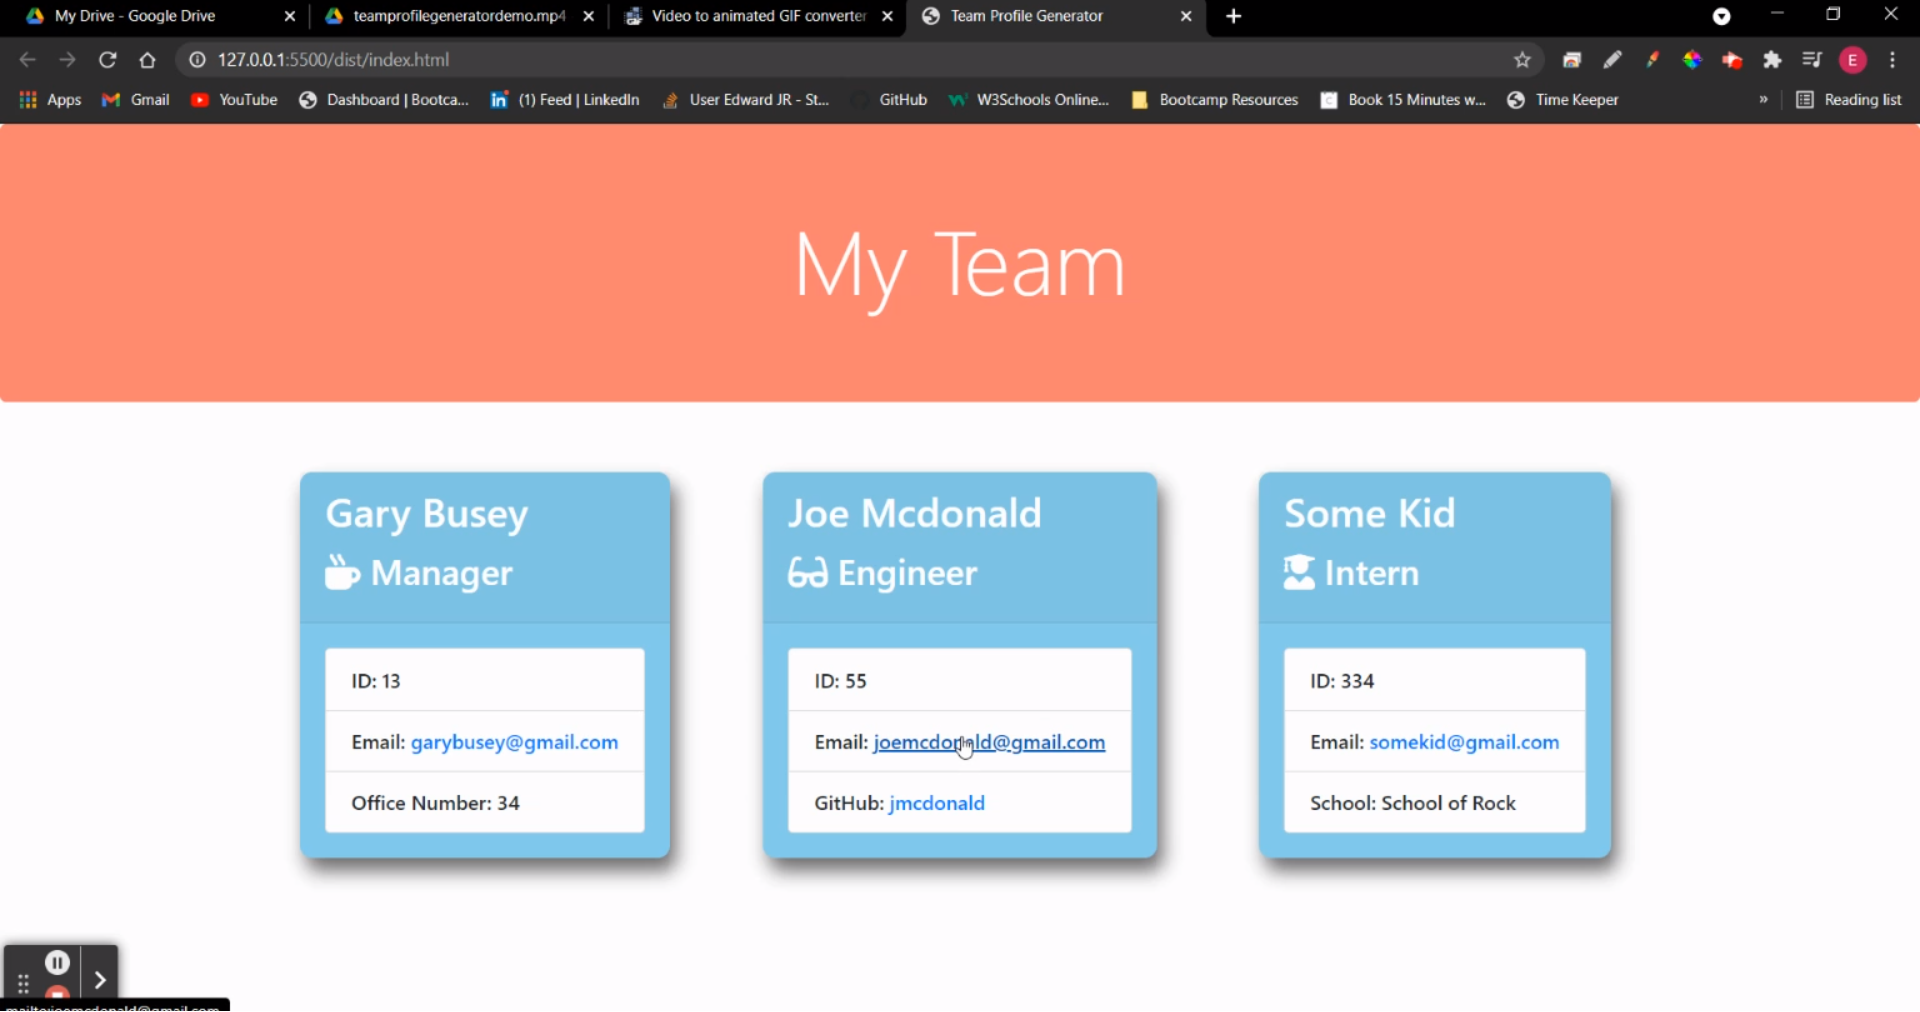 My Drive - Google Drive
teamprofilegeneratordemo.mp4
Video to animated GIF converter
Team Profile Generator
127.0.0.1:5500/dist/index.html
E
Apps
Gmail
YouTube
Dashboard | Bootca...
(1) Feed | LinkedIn
User Edward JR - St...
GitHub
W3Schools Online...
Bootcamp Resources
Book 15 Minutes w...
Time Keeper
»
Reading list
My Team
Gary Busey
Manager
ID: 13
Email: garybusey@gmail.com
Office Number: 34
Joe Mcdonald
Engineer
ID: 55
Email: joemcdonald@gmail.com
GitHub: jmcdonald
Some Kid
Intern
ID: 334
Email: somekid@gmail.com
School: School of Rock
mailto:joemcdonald@gmail.com